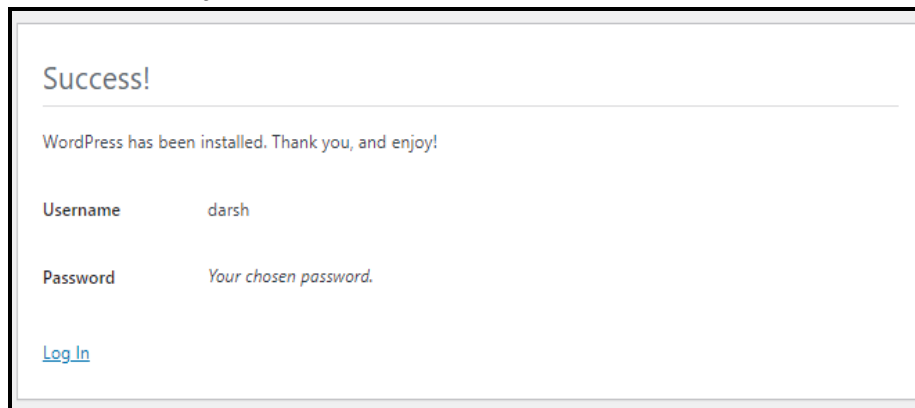 Success!
WordPress has been installed. Thank you, and enjoy!
Username darsh
Password Your chosen password.
Log In